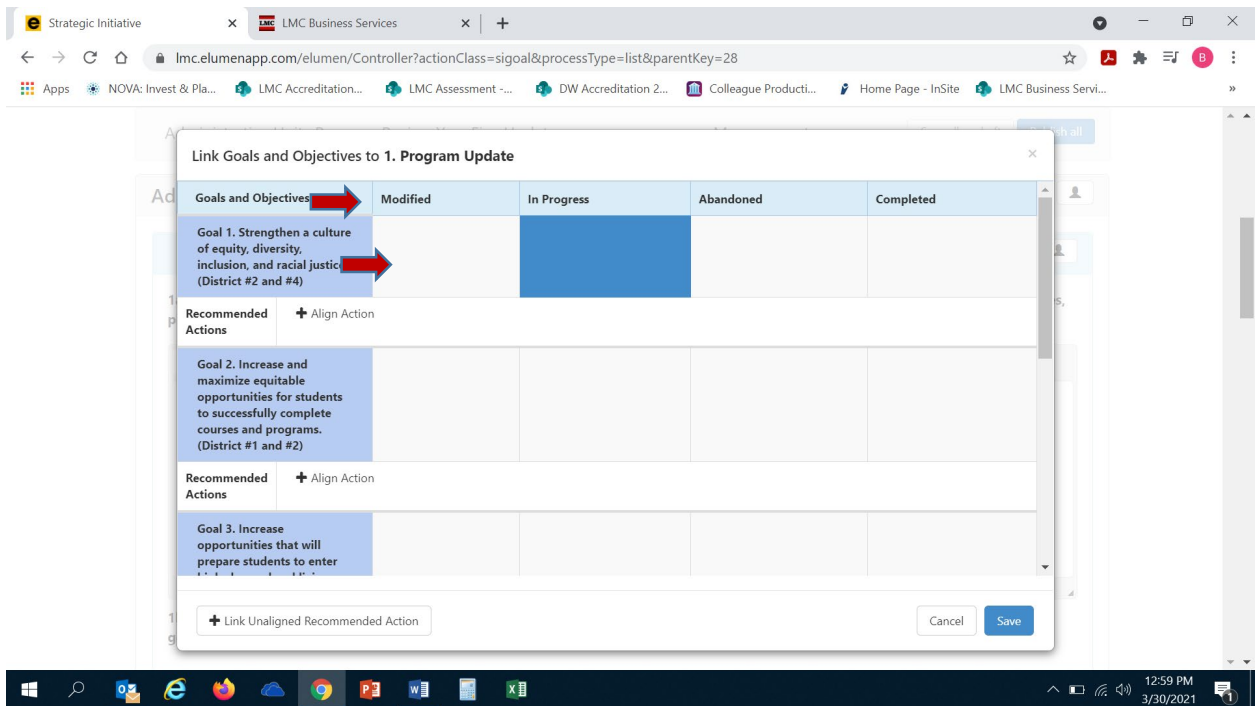 Strategic Initiative
LMC Business Services
lmc.elumenapp.com/elumen/Controller?actionClass=sigoal&processType=list&parentKey=28
B
Apps NOVA: Invest & Pla... LMC Accreditation... LMC Assessment -... DW Accreditation 2... Colleague Producti... Home Page - InSite LMC Business Servi... »
Link Goals and Objectives to 1. Program Update
Goals and Objectives Modified In Progress Abandoned Completed
Goal 1. Strengthen a culture
of equity, diversity,
inclusion, and racial
(District #2 and #4)
Recommended
Actions
+ Align Action
Goal 2. Increase and
maximize equitable
opportunities for students
to successfully complete
courses and programs.
(District #1 and #2)
Recommended
Actions
+ Align Action
Goal 3. Increase
opportunities that will
prepare students to enter
+ Link Unaligned Recommended Action
Cancel Save
12:59 PM
3/30/2021
1